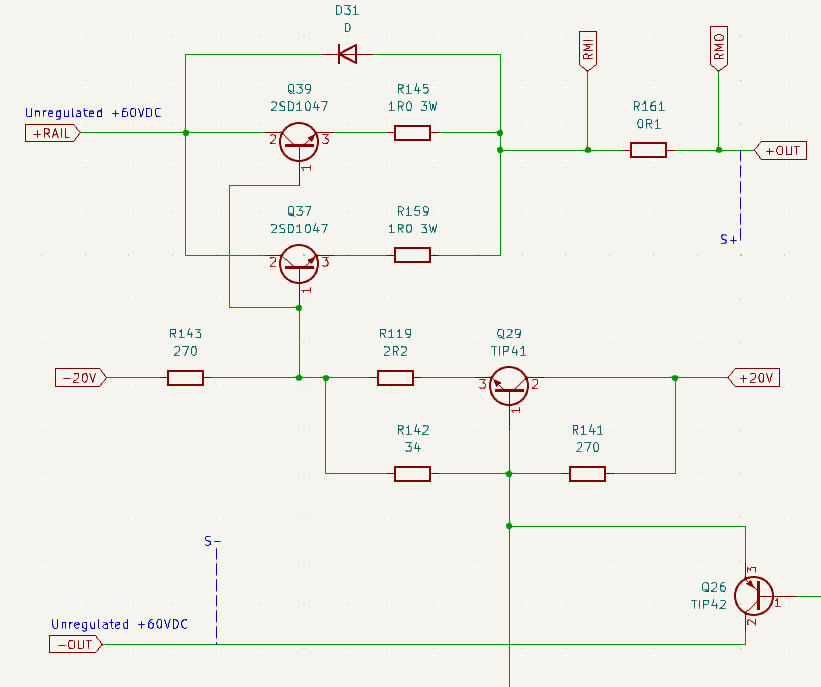 D31
D
RMI
RMO
Q39
2SD1047
R145
1R0 3W
R161
0R1
Unregulated +60VDC
+RAIL
2
3
1
+OUT
Q37
2SD1047
R159
1R0 3W
S+
2
3
1
R143
270
R119
2R2
Q29
TIP41
-20V
3
2
1
+20V
R142
34
R141
270
S-
Q26
TIP42
3
1
2
Unregulated +60VDC
-OUT